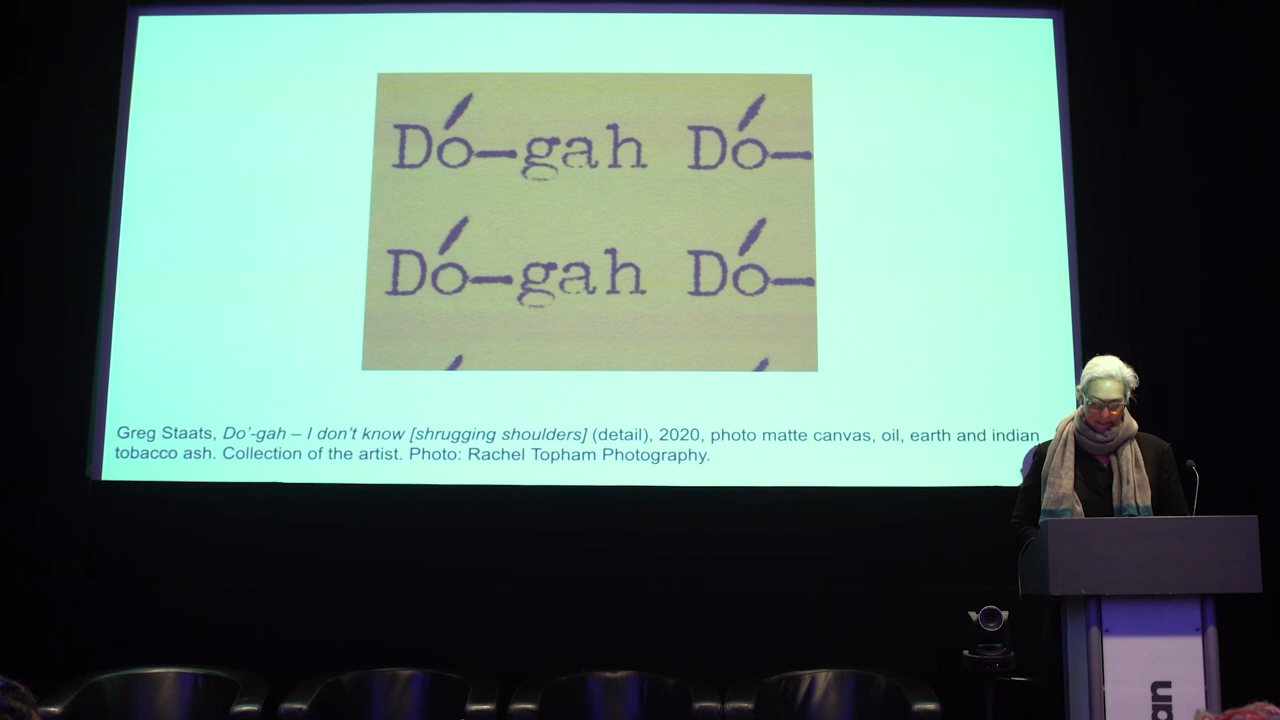 Dó-gah Dó-
Dó-gah Dó-
Greg Staats, Do'-gah – I don't know [shrugging shoulders] (detail), 2020, photo matte canvas, oil, earth and indian
tobacco ash. Collection of the artist. Photo: Rachel Topham Photography.
an